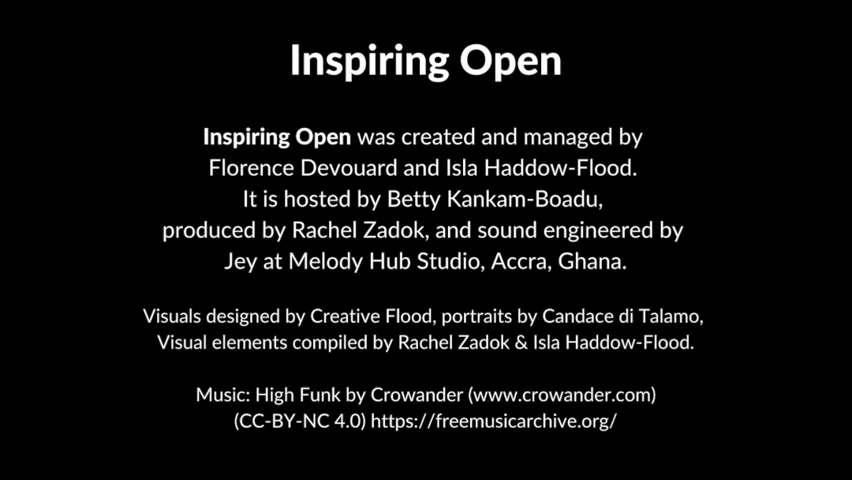 Inspiring Open
Inspiring Open was created and managed by
Florence Devouard and Isla Haddow-Flood.
It is hosted by Betty Kankam-Boadu,
produced by Rachel Zadok, and sound engineered by
Jey at Melody Hub Studio, Accra, Ghana.
Visuals designed by Creative Flood, portraits by Candace di Talamo,
Visual elements compiled by Rachel Zadok & Isla Haddow-Flood.
Music: High Funk by Crowander (www.crowander.com)
(CC-BY-NC 4.0) https://freemusicarchive.org/